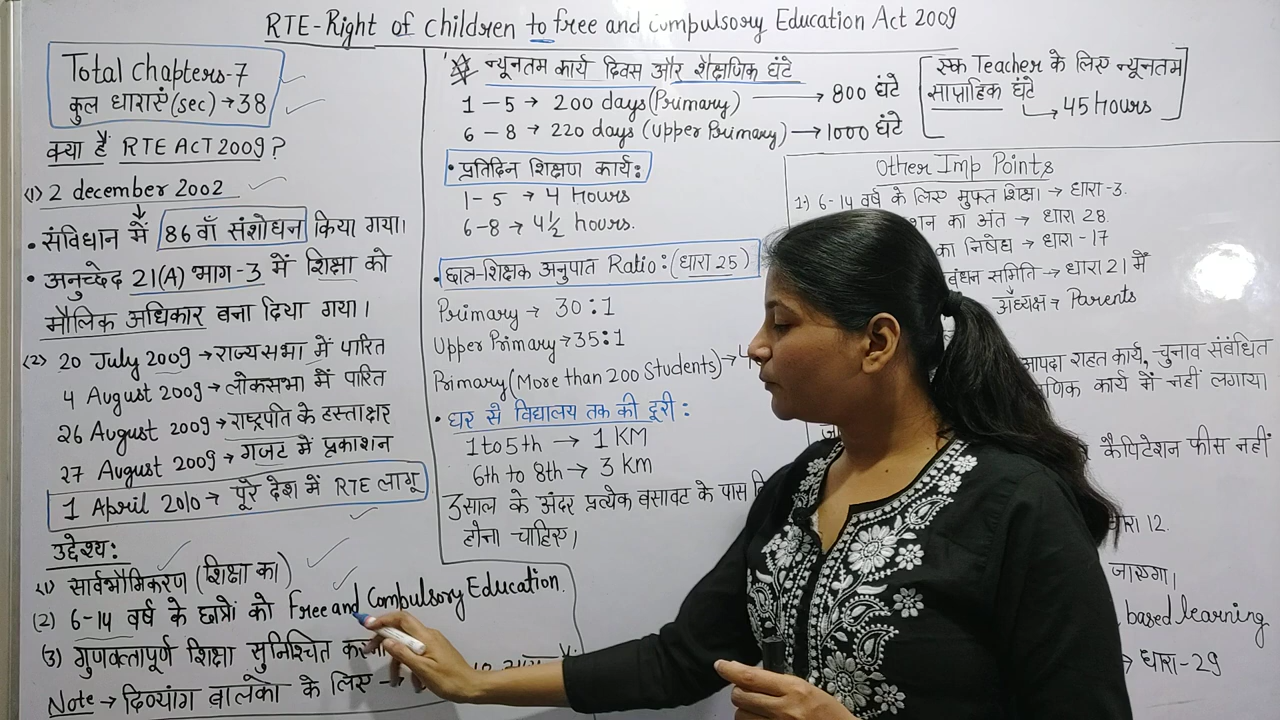 RTE-Right of children to free and compulsory Education Act 2009
Total Chapters-7
कुल धाराएं (sec) → 38
क्या हैं RTE ACT 2009?
(1) 2 december 2002
• संविधान में 86 वाँ संशोधन किया गया।
• अनुच्छेद 21(A) भाग-3 में शिक्षा को
मौलिक अधिकार बना दिया गया।
(2) 20 July 2009 → राज्यसभा में पारित
4 August 2009 → लोकसभा में पारित
26 August 2009 → राष्ट्रपति के हस्ताक्षर
27 August 2009 → गजट में प्रकाशन
1 April 2010 → पूरे देश में RTE लागू
उद्देश्य:
(1) सार्वभौमिकरण (शिक्षा का)
(2) 6-14 वर्ष के छात्रों को Free and Compulsory Education.
(3) गुणवत्तापूर्ण शिक्षा सुनिश्चित
Note → दिव्यांग बालको के लिए -
न्यूनतम कार्य दिवस और शैक्षणिक घंटे
1 - 5 → 200 days (Primary) → 800 घंटे
6 - 8 → 220 days (Upper Primary) → 1000 घंटे
एक Teacher के लिए न्यूनतम
साप्ताहिक घंटे
→ 45 Hours
• प्रतिदिन शिक्षण कार्य:
1- 5 → 4 Hours
6-8 → 4½ hours.
• छात्र-शिक्षक अनुपात Ratio: (धारा 25)
Primary → 30:1
Upper Primary → 35:1
Primary (More than 200 Students) →
• घर से विद्यालय तक की दूरी:
1 to 5th → 1 KM
6th to 8th → 3 Km
3 साल के अंदर प्रत्येक बसावट के पास
होना चाहिए।
Other Imp Points
1) 6-14 वर्ष के लिए मुफ्त शिक्षा → धारा-3.
का अंत → धारा 28.
का निषेध → धारा -17
समिति → धारा 21 में
अध्यक्ष → Parents
राहत कार्य, चुनाव संबंधित
कार्य में नहीं लगाया
कैपिटेशन फीस नहीं
12.
जाएगा।
based learning
→ धारा-29